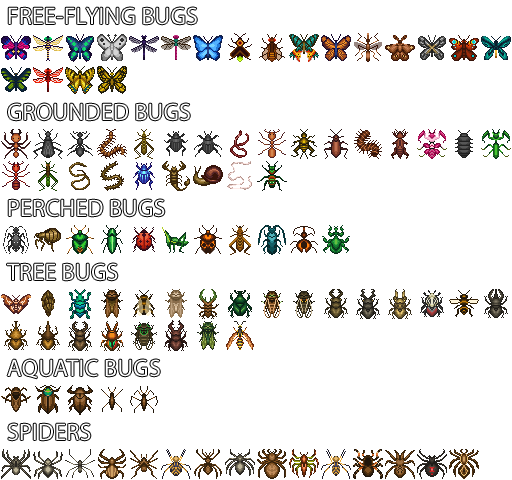 FREE-FLYING BUGS
GROUNDED BUGS
PERCHED BUGS
TREE BUGS
AQUATIC BUGS
SPIDERS